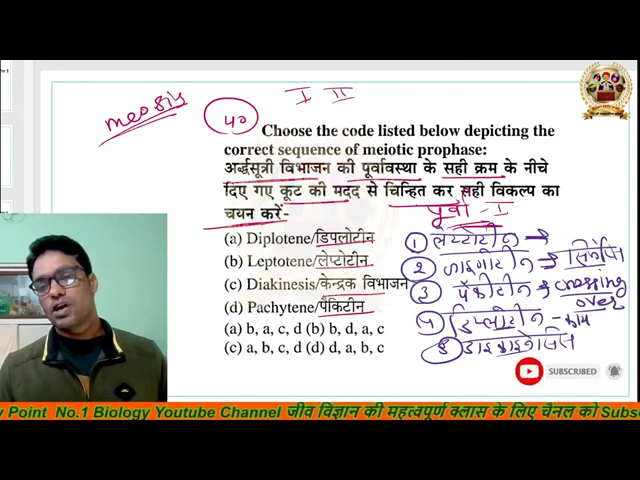 meosis
I II
40
Choose the code listed below depicting the
correct sequence of meiotic prophase:
अर्द्धसूत्री विभाजन की पूर्वावस्था के सही क्रम के नीचे
दिए गए कूट की मदद से चिन्हित कर सही विकल्प का
चयन करें-
पूर्वा - I
(a) Diplotene/डिपलोटीन
(b) Leptotene/लेप्टोटीन
(c) Diakinesis/केन्द्रक विभाजन
(d) Pachytene/पैकिटीन
(a) b, a, c, d (b) b, d, a, c
(c) a, b, c, d (d) d, a, b, c
1 लेप्टोटीन
2 जाइगोटीन
3 पैकीटीन crossing
over
4 डिप्लोटीन
5 डाइकाइनेसिस
SUBSCRIBED
y Point No.1 Biology Youtube Channel जीव विज्ञान की महत्वपूर्ण क्लास के लिए चैनल को Subs